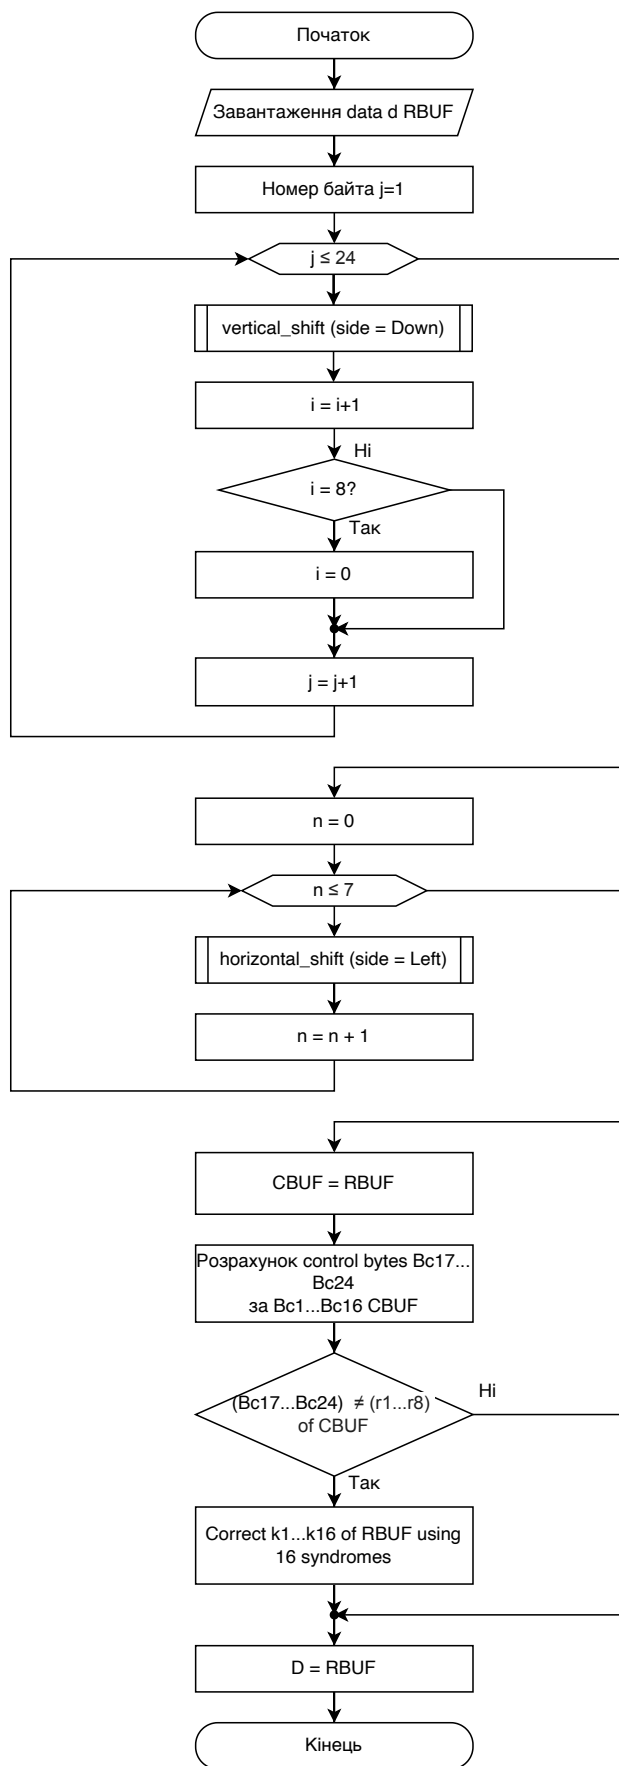 Початок
Завантаження data d RBUF
Номер байта j=1
j ≤ 24
vertical_shift (side = Down)
i = i+1
Ні
i = 8?
Так
i = 0
j = j+1
n = 0
n ≤ 7
horizontal_shift (side = Left)
n = n + 1
CBUF = RBUF
Розрахунок control bytes Bc17...
Bc24
за Bc1...Bc16 CBUF
Ні
(Bc17...Bc24) ≠ (r1...r8)
of CBUF
Так
Correct k1...k16 of RBUF using
16 syndromes
D = RBUF
Кінець